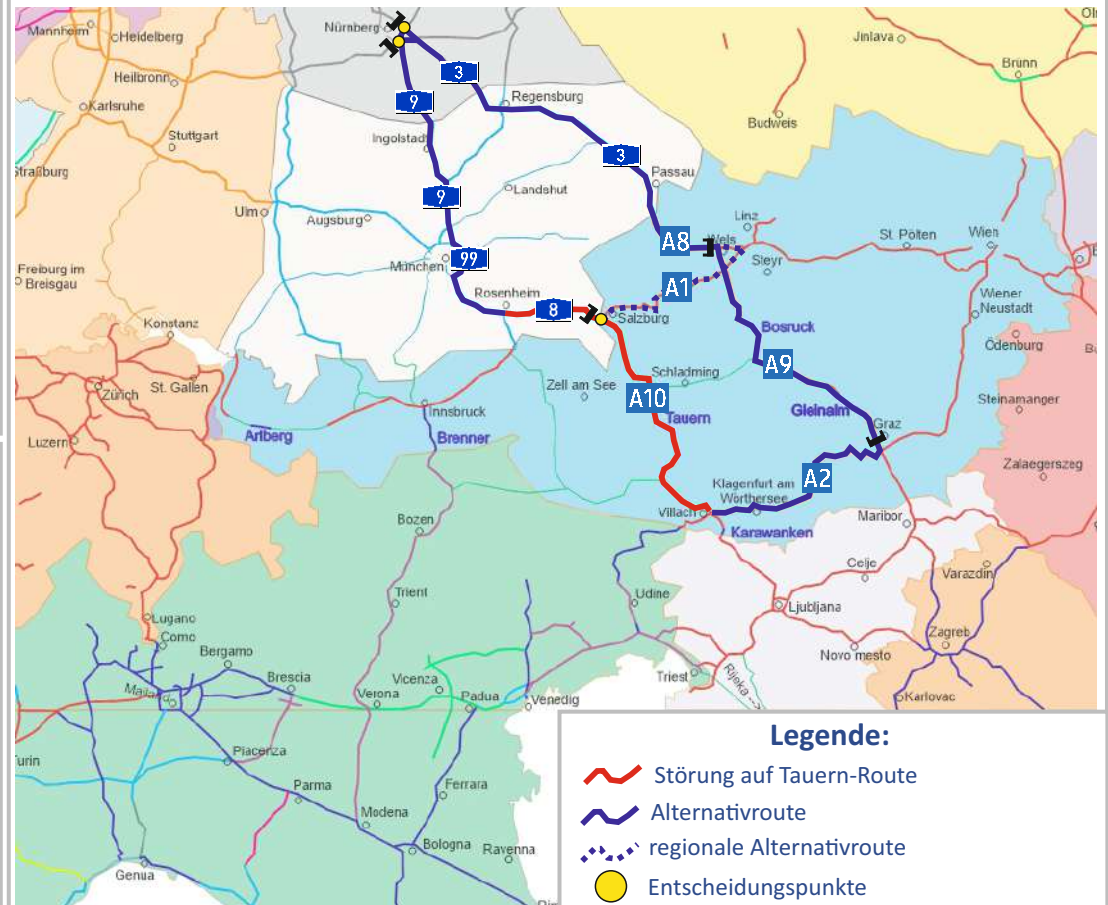 Mannheim
Heidelberg
Nürnberg
Jinlava
Brünn
Heilbronn
3
9
Karlsruhe
Regensburg
Budweis
Stuttgart
Ingolstadt
3
Straßburg
Passau
9
Landshut
Ulm
Augsburg
Linz
Wels
A8
St. Pölten
Wien
München
99
Steyr
Freiburg im
Breisgau
A1
Rosenheim
8
Salzburg
Wiener
Neustadt
Konstanz
Bosruck
Ödenburg
Zürich
St. Gallen
Zell am See
Schladming
A9
A10
Steinamanger
Innsbruck
Tauern
Gleinalm
Graz
Luzern
Arlberg
Brenner
Zalaegerszeg
Klagenfurt am
Wörthersee
A2
Villach
Bozen
Maribor
Karawanken
Celje
Varazdin
Trient
Udine
Ljubljana
Lugano
Como
Zagreb
Bergamo
Novo mesto
Brescia
Vicenza
Triest
Rijeka -->
Mailand
Verona
Padua
Venedig
Karlovac
Piacenza
Turin
Parma
Ferrara
Modena
Bologna
Ravenna
Genua
Legende:
Störung auf Tauern-Route
Alternativroute
regionale Alternativroute
Entscheidungspunkte